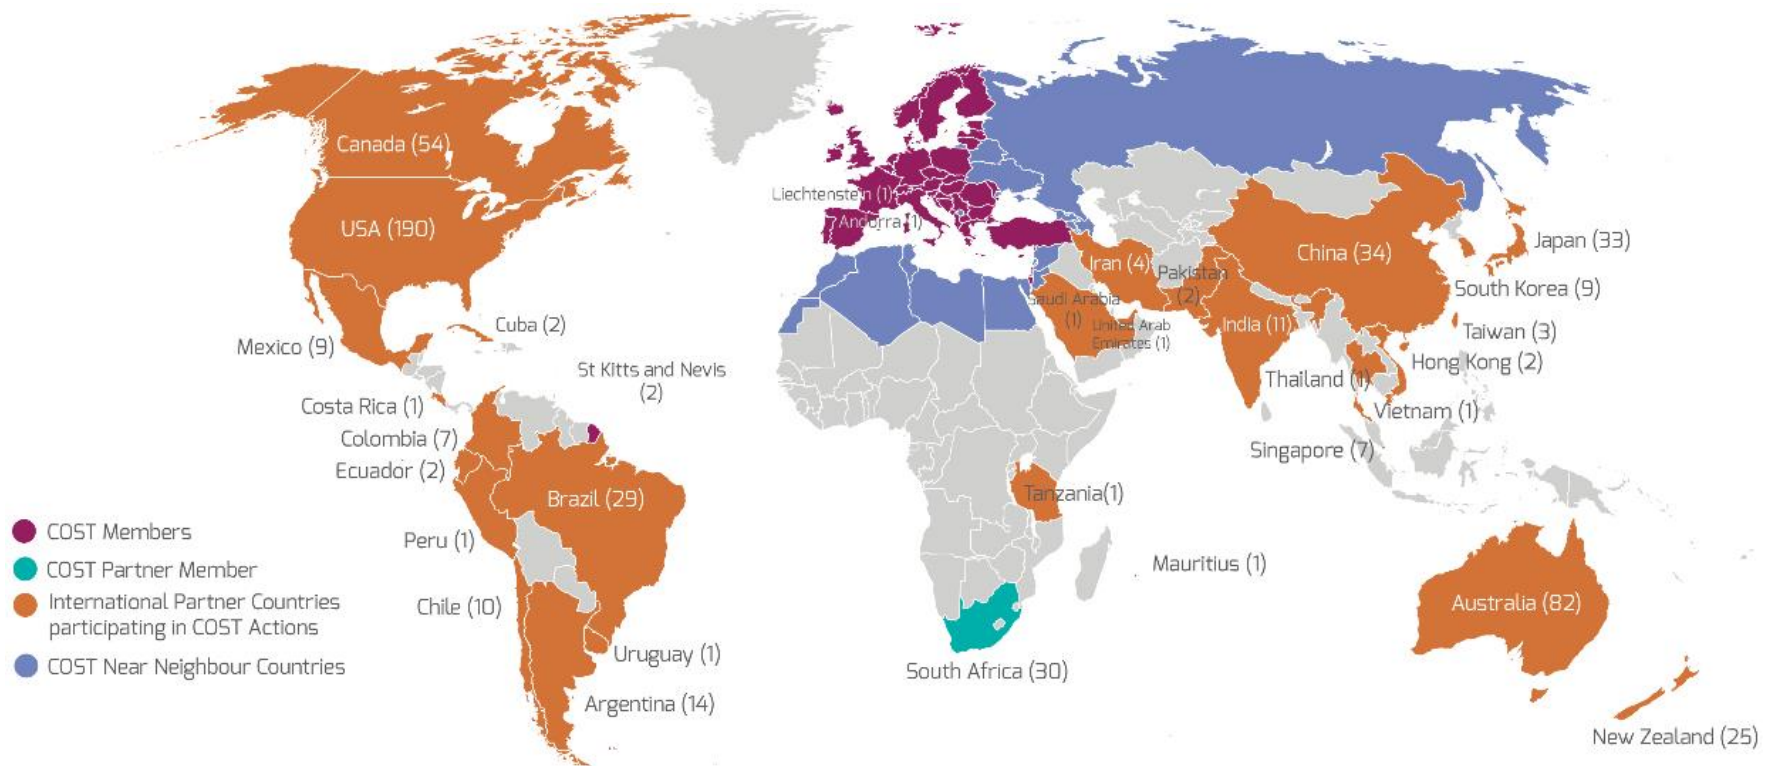 Canada (54)
USA (190)
Mexico (9)
Cuba (2)
St Kitts and Nevis
(2)
Costa Rica (1)
Colombia (7)
Ecuador (2)
Brazil (29)
Peru (1)
Chile (10)
Uruguay (1)
Argentina (14)
Liechtenstein (1)
Andorra (1)
Iran (4)
Pakistan
(2)
Saudi Arabia
(1)
United Arab
Emirates (1)
India (11)
China (34)
Japan (33)
South Korea (9)
Taiwan (3)
Hong Kong (2)
Thailand (1)
Vietnam (1)
Singapore (7)
Tanzania(1)
Mauritius (1)
South Africa (30)
Australia (82)
New Zealand (25)
COST Members
COST Partner Member
International Partner Countries
participating in COST Actions
COST Near Neighbour Countries